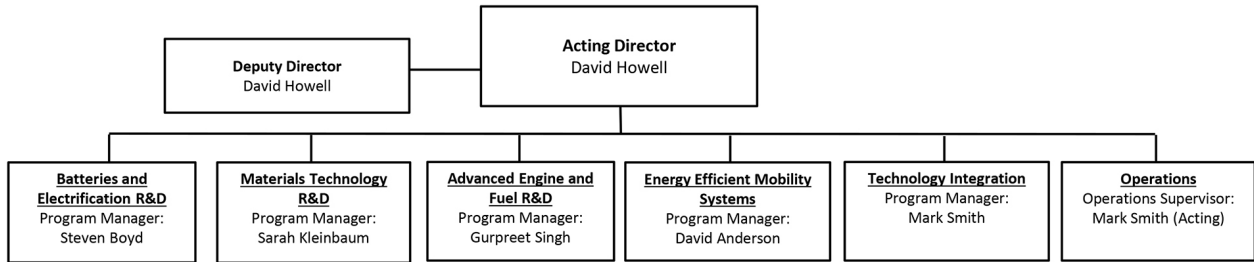 Acting Director
David Howell
Deputy Director
David Howell
Batteries and
Electrification R&D
Program Manager:
Steven Boyd
Materials Technology
R&D
Program Manager:
Sarah Kleinbaum
Advanced Engine and
Fuel R&D
Program Manager:
Gurpreet Singh
Energy Efficient Mobility
Systems
Program Manager:
David Anderson
Technology Integration
Program Manager:
Mark Smith
Operations
Operations Supervisor:
Mark Smith (Acting)